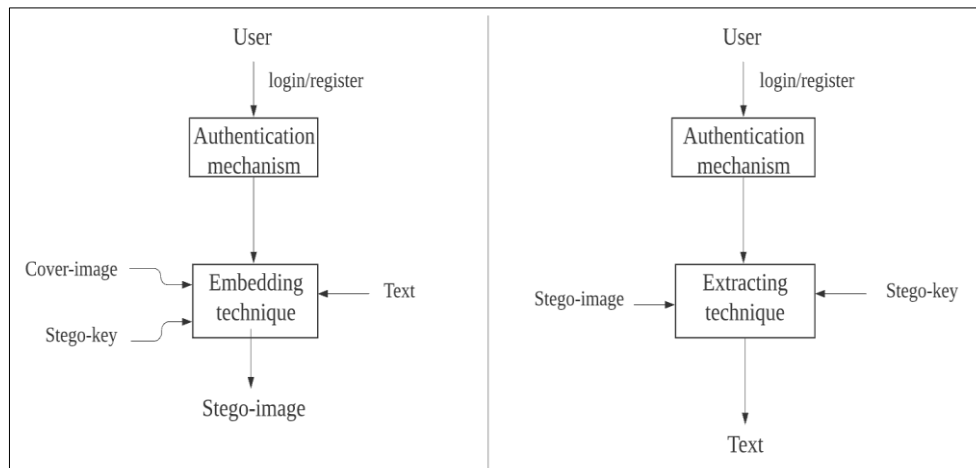 User
login/register
Authentication
mechanism
Cover-image
Embedding
technique
Text
Stego-key
Stego-image
User
login/register
Authentication
mechanism
Stego-image
Extracting
technique
Stego-key
Text